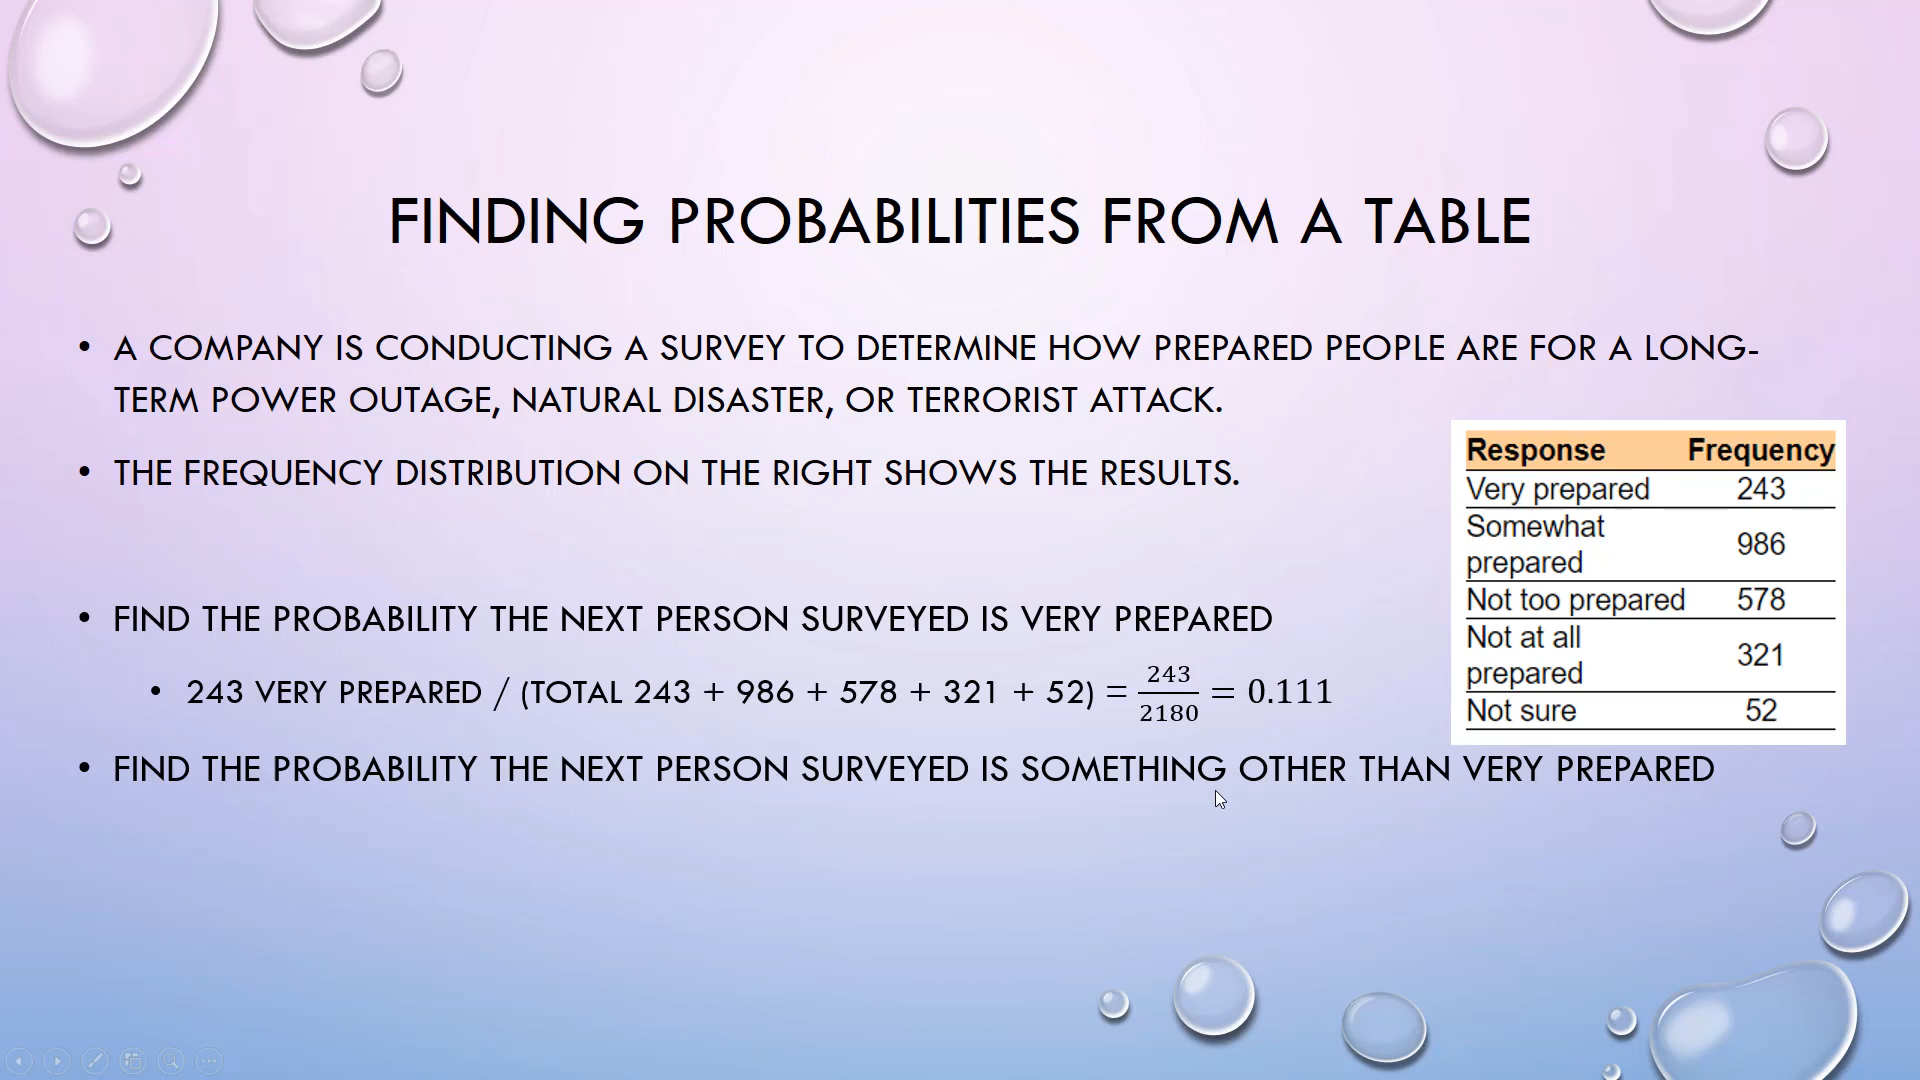 FINDING PROBABILITIES FROM A TABLE
• A COMPANY IS CONDUCTING A SURVEY TO DETERMINE HOW PREPARED PEOPLE ARE FOR A LONG-
TERM POWER OUTAGE, NATURAL DISASTER, OR TERRORIST ATTACK.
• THE FREQUENCY DISTRIBUTION ON THE RIGHT SHOWS THE RESULTS.
• FIND THE PROBABILITY THE NEXT PERSON SURVEYED IS VERY PREPARED
• 243 VERY PREPARED / (TOTAL 243 + 986 + 578 + 321 + 52) = 243/2180 = 0.111
• FIND THE PROBABILITY THE NEXT PERSON SURVEYED IS SOMETHING OTHER THAN VERY PREPARED
Response Frequency
Very prepared 243
Somewhat
prepared 986
Not too prepared 578
Not at all
prepared 321
Not sure 52